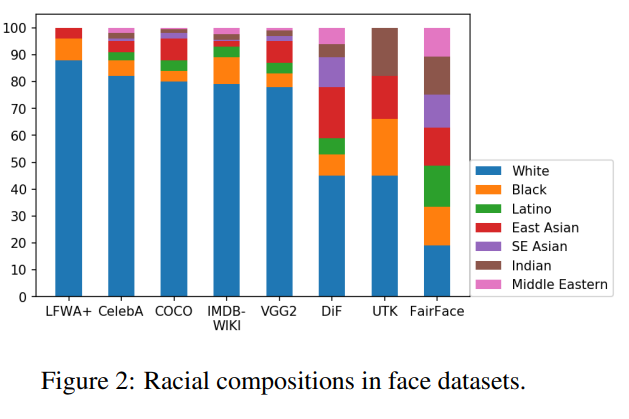 100
90
80
70
60
50
40
30
20
10
0
LFWA+ CelebA COCO IMDB- VGG2 DiF UTK FairFace
WIKI
White
Black
Latino
East Asian
SE Asian
Indian
Middle Eastern
Figure 2: Racial compositions in face datasets.